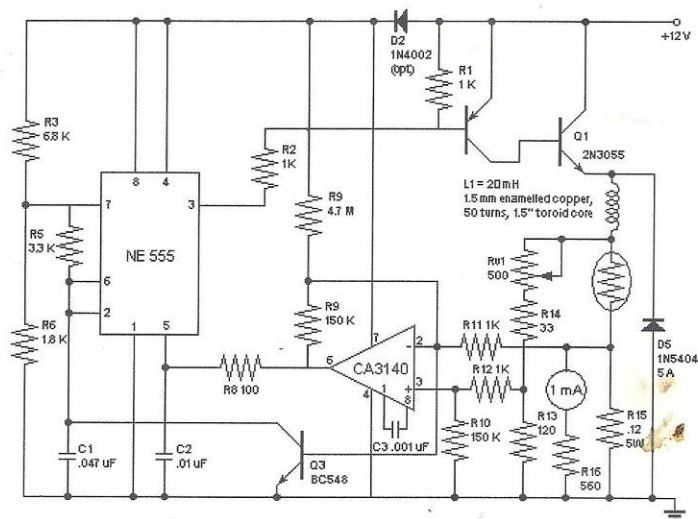 +12V
D2
1N4002
(opt)
R1
1 K
R3
6.8 K
R2
1K
Q1
2N3055
8
4
7
3
NE 555
6
2
1
5
R9
4.7 M
L1 = 20mH
1.5 mm enamelled copper,
50 turns, 1.5" toroid core
R5
3.3 K
Rv1
500
R9
150 K
R14
33
R6
1.8 K
7
R11 1K
2
-
6
CA3140
D5
1N5404
5 A
R8 100
R12 1K
3
+
4
1
8
1 mA
C3 .001 uF
R10
150 K
R13
120
R15
.12
5W
C1
.047 uF
C2
.01 uF
Q3
BC548
R16
560